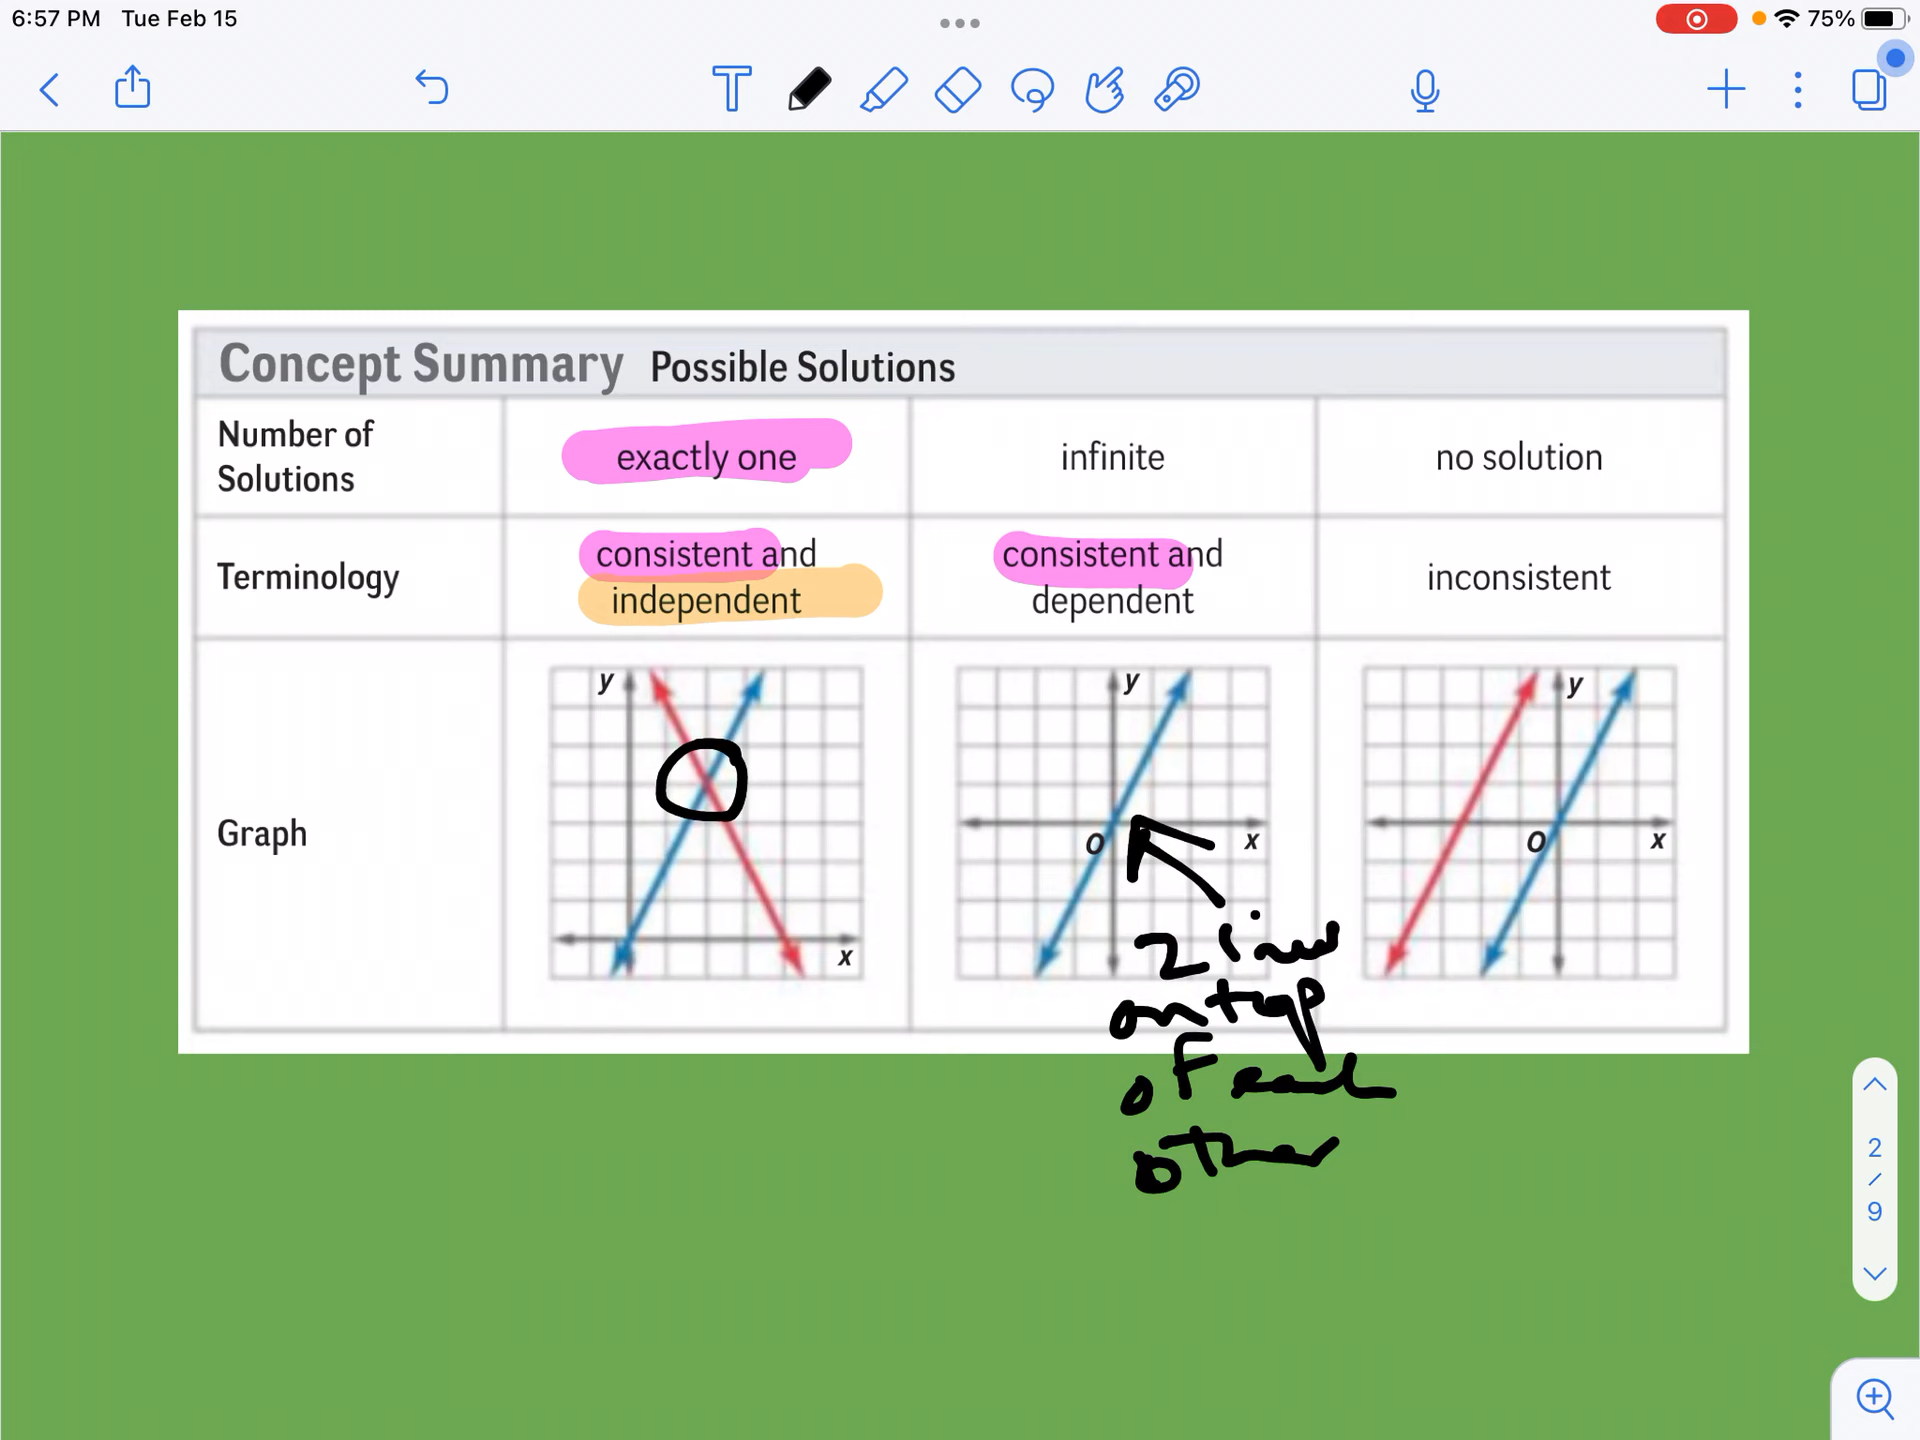 6:57 PM Tue Feb 15
75%
Concept Summary Possible Solutions
Number of
Solutions
exactly one
infinite
no solution
Terminology
consistent and
independent
consistent and
dependent
inconsistent
Graph
y
x
y
O
x
y
O
x
2 lines
on top
of each
other
2
/
9